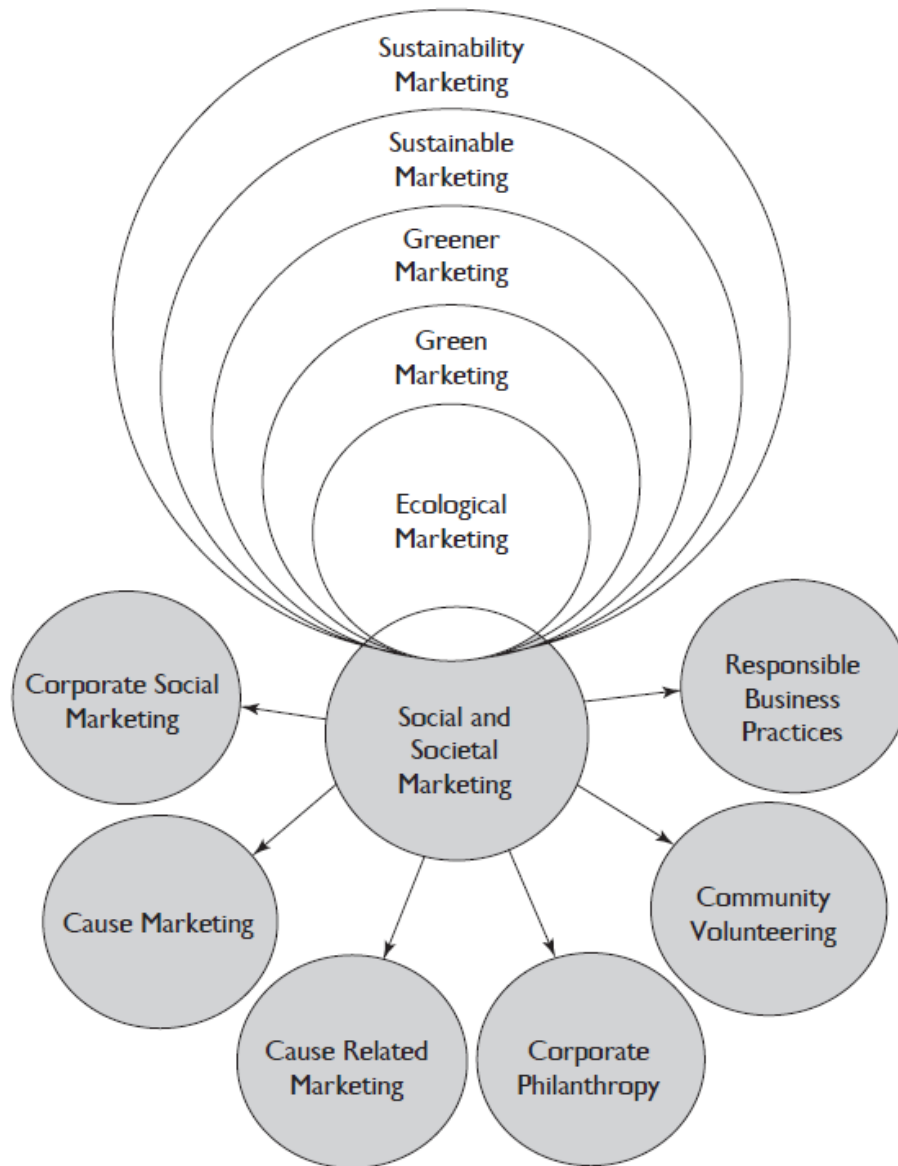 Sustainability
Marketing
Sustainable
Marketing
Greener
Marketing
Green
Marketing
Ecological
Marketing
Social and
Societal
Marketing
Corporate Social
Marketing
Cause Marketing
Cause Related
Marketing
Corporate
Philanthropy
Community
Volunteering
Responsible
Business
Practices